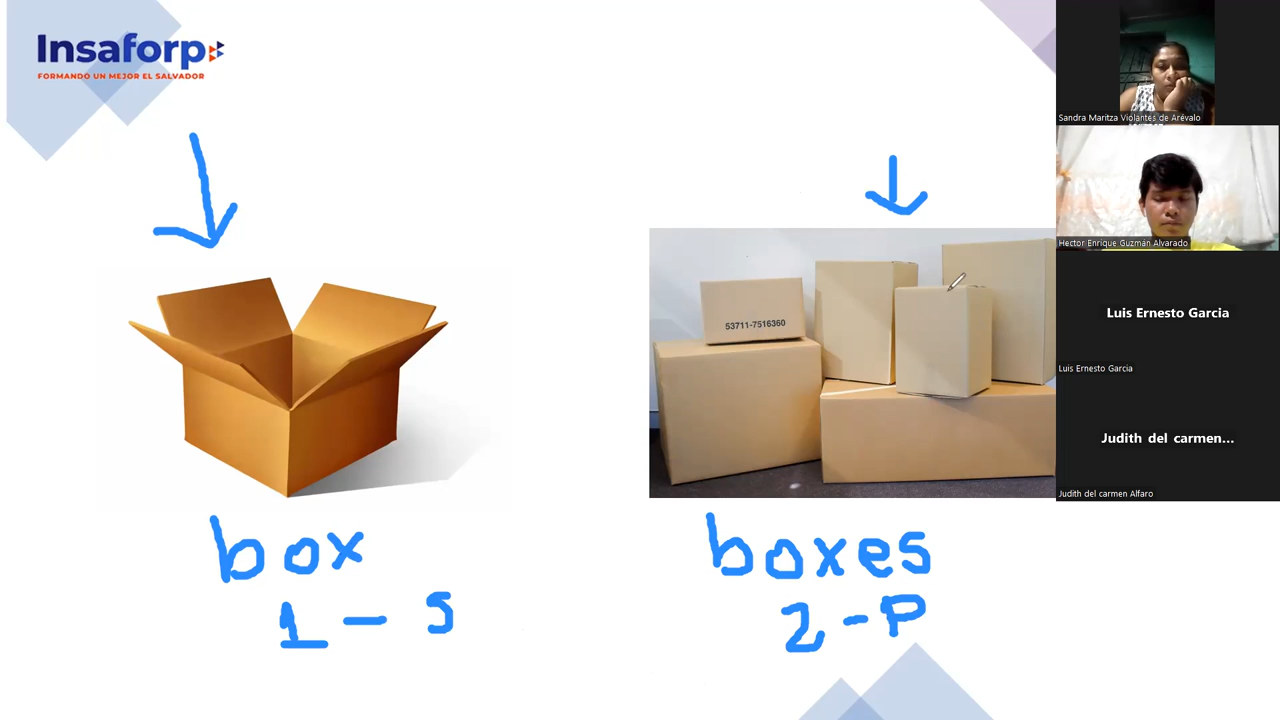 Insaforp
FORMANDO UN MEJOR EL SALVADOR
53711-7516360
box
1 - S
boxes
2 - P
Sandra Maritza Violantes de Arévalo
Hector Enrique Guzmán Alvarado
Luis Ernesto Garcia
Luis Ernesto Garcia
Judith del carmen...
Judith del carmen Alfaro